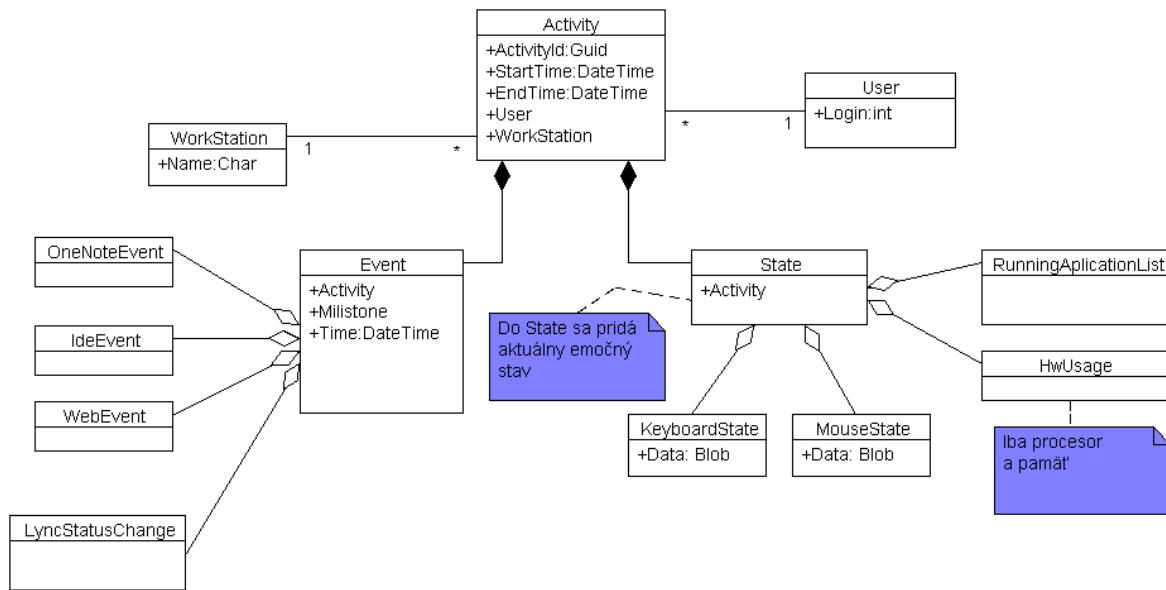 Activity
+ActivityId:Guid
+StartTime:DateTime
+EndTime:DateTime
+User
+WorkStation
User
+Login:int
*
1
WorkStation
+Name:Char
1
*
OneNoteEvent
IdeEvent
WebEvent
LyncStatusChange
Event
+Activity
+Milistone
+Time:DateTime
State
+Activity
Do State sa pridá
aktuálny emočný
stav
RunningAplicationList
HwUsage
KeyboardState
+Data: Blob
MouseState
+Data: Blob
Iba procesor
a pamäť